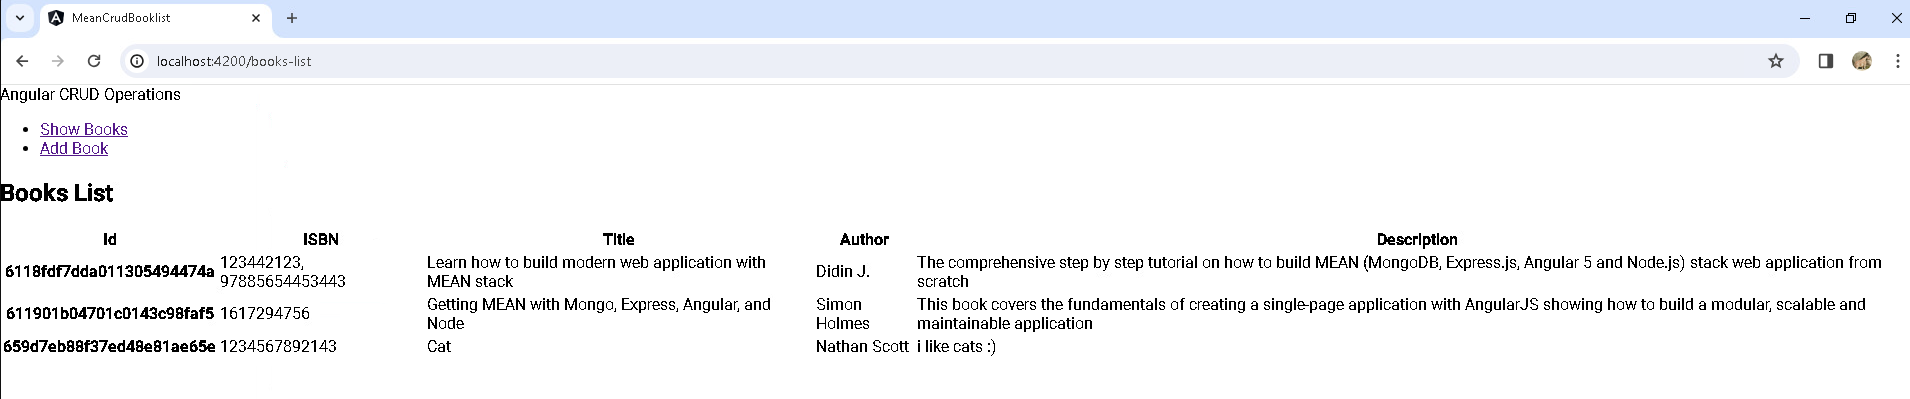 MeanCrudBooklist
localhost:4200/books-list
Angular CRUD Operations
Show Books
Add Book
Books List
Id ISBN Title Author Description
6118fdf7dda011305494474a 123442123, 97885654453443 Learn how to build modern web application with MEAN stack Didin J. The comprehensive step by step tutorial on how to build MEAN (MongoDB, Express.js, Angular 5 and Node.js) stack web application from scratch
611901b04701c0143c98faf5 1617294756 Getting MEAN with Mongo, Express, Angular, and Node Simon Holmes This book covers the fundamentals of creating a single-page application with AngularJS showing how to build a modular, scalable and maintainable application
659d7eb88f37ed48e81ae65e 1234567892143 Cat Nathan Scott i like cats :)